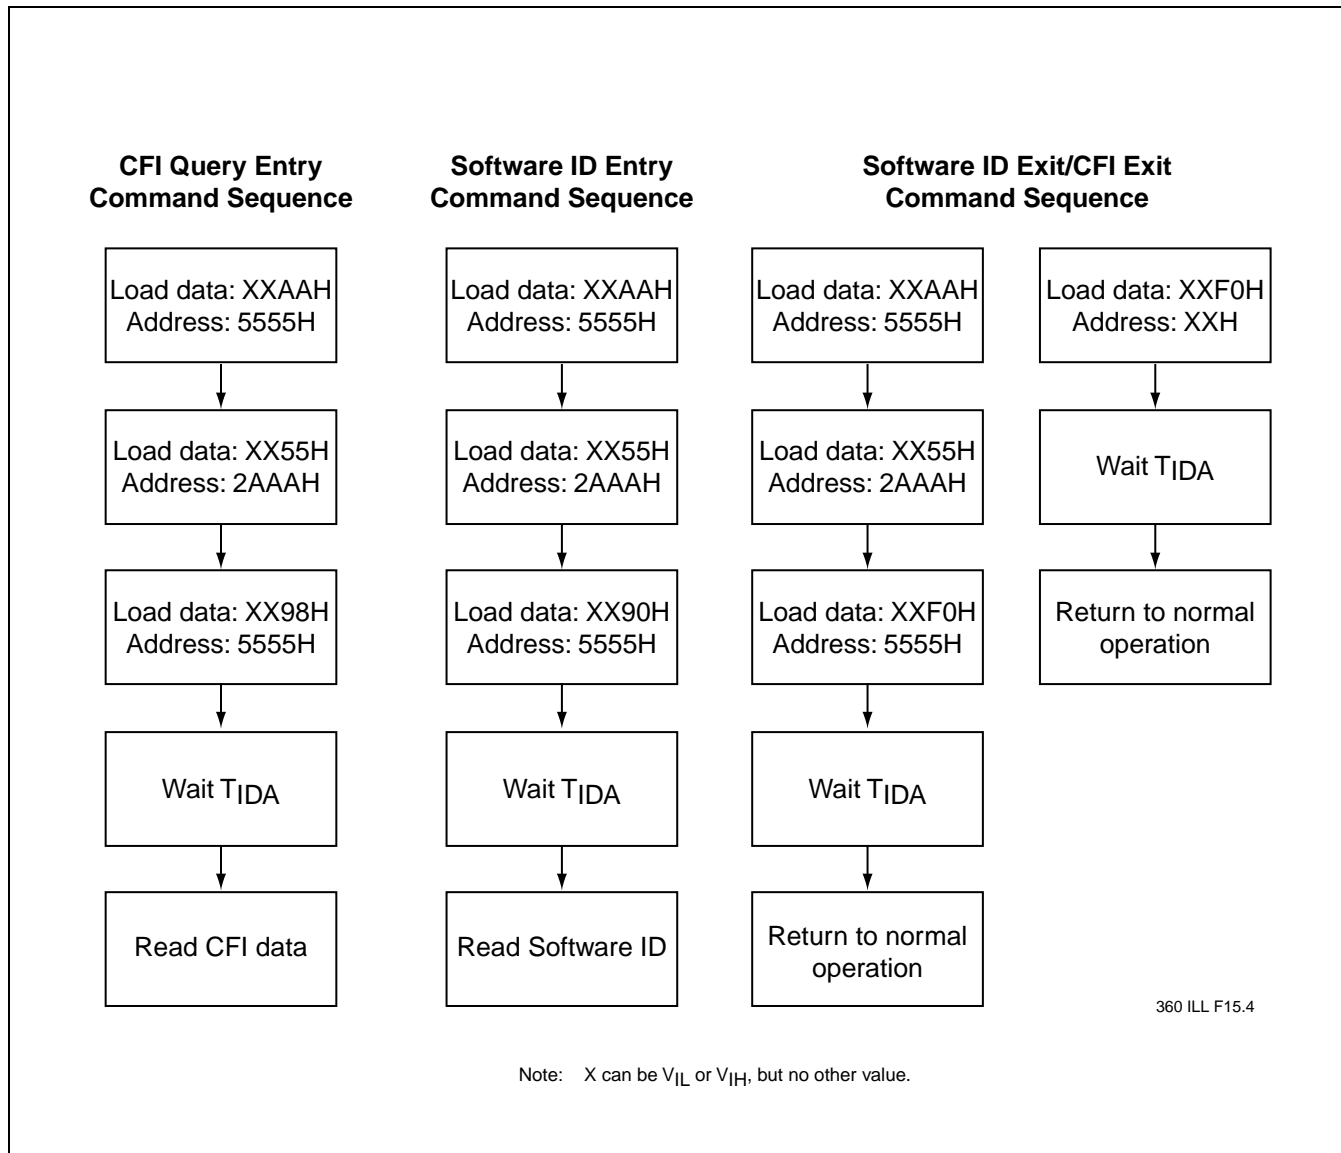 CFI Query Entry
Command Sequence
Load data: XXAAH
Address: 5555H
Load data: XX55H
Address: 2AAAH
Load data: XX98H
Address: 5555H
Wait TIDA
Read CFI data
Software ID Entry
Command Sequence
Load data: XXAAH
Address: 5555H
Load data: XX55H
Address: 2AAAH
Load data: XX90H
Address: 5555H
Wait TIDA
Read Software ID
Software ID Exit/CFI Exit
Command Sequence
Load data: XXAAH
Address: 5555H
Load data: XX55H
Address: 2AAAH
Load data: XXF0H
Address: 5555H
Wait TIDA
Return to normal
operation
Load data: XXF0H
Address: XXH
Wait TIDA
Return to normal
operation
360 ILL F15.4
Note: X can be VIL or VIH, but no other value.